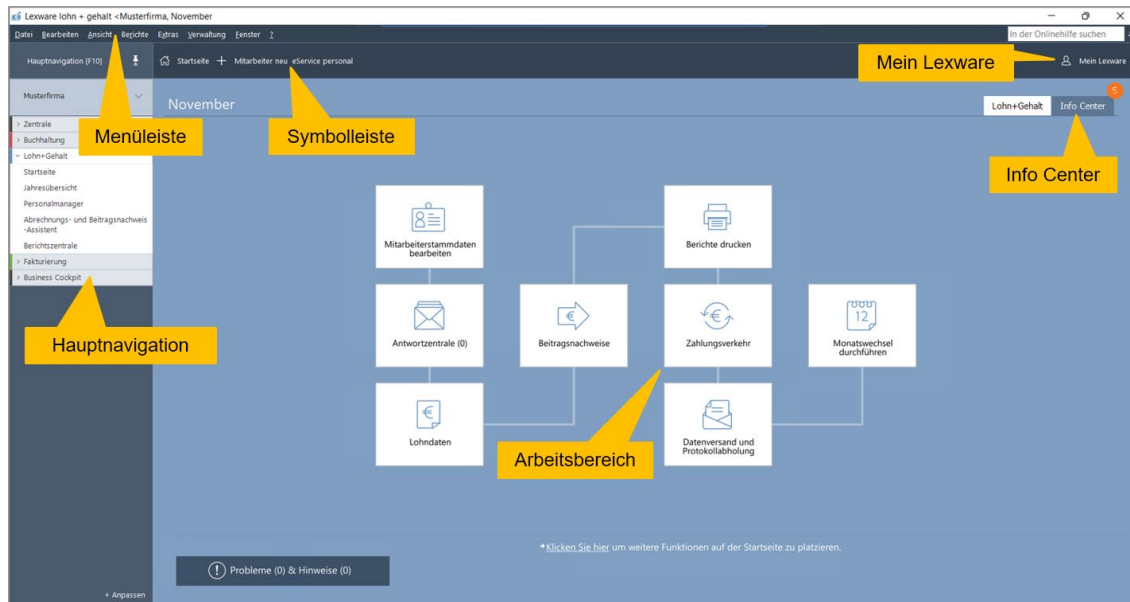 Lexware lohn + gehalt <Musterfirma, November
Datei Bearbeiten Ansicht Berichte Extras Verwaltung Fenster ?
In der Onlinehilfe suchen
Hauptnavigation [F10]
Startseite + Mitarbeiter neu eService personal
Mein Lexware
Mein Lexware
Musterfirma
November
5
Lohn+Gehalt Info Center
> Zentrale
> Buchhaltung
Lohn+Gehalt
Startseite
Jahresübersicht
Personalmanager
Abrechnungs- und Beitragsnachweis
-Assistent
Berichtszentrale
> Fakturierung
> Business Cockpit
Menüleiste
Symbolleiste
Info Center
Hauptnavigation
Mitarbeiterstammdaten
bearbeiten
Berichte drucken
Antwortzentrale (0)
Beitragsnachweise
Zahlungsverkehr
12
Monatswechsel
durchführen
Lohndaten
Arbeitsbereich
Datenversand und
Protokollabholung
Klicken Sie hier um weitere Funktionen auf der Startseite zu platzieren.
Probleme (0) & Hinweise (0)
+ Anpassen